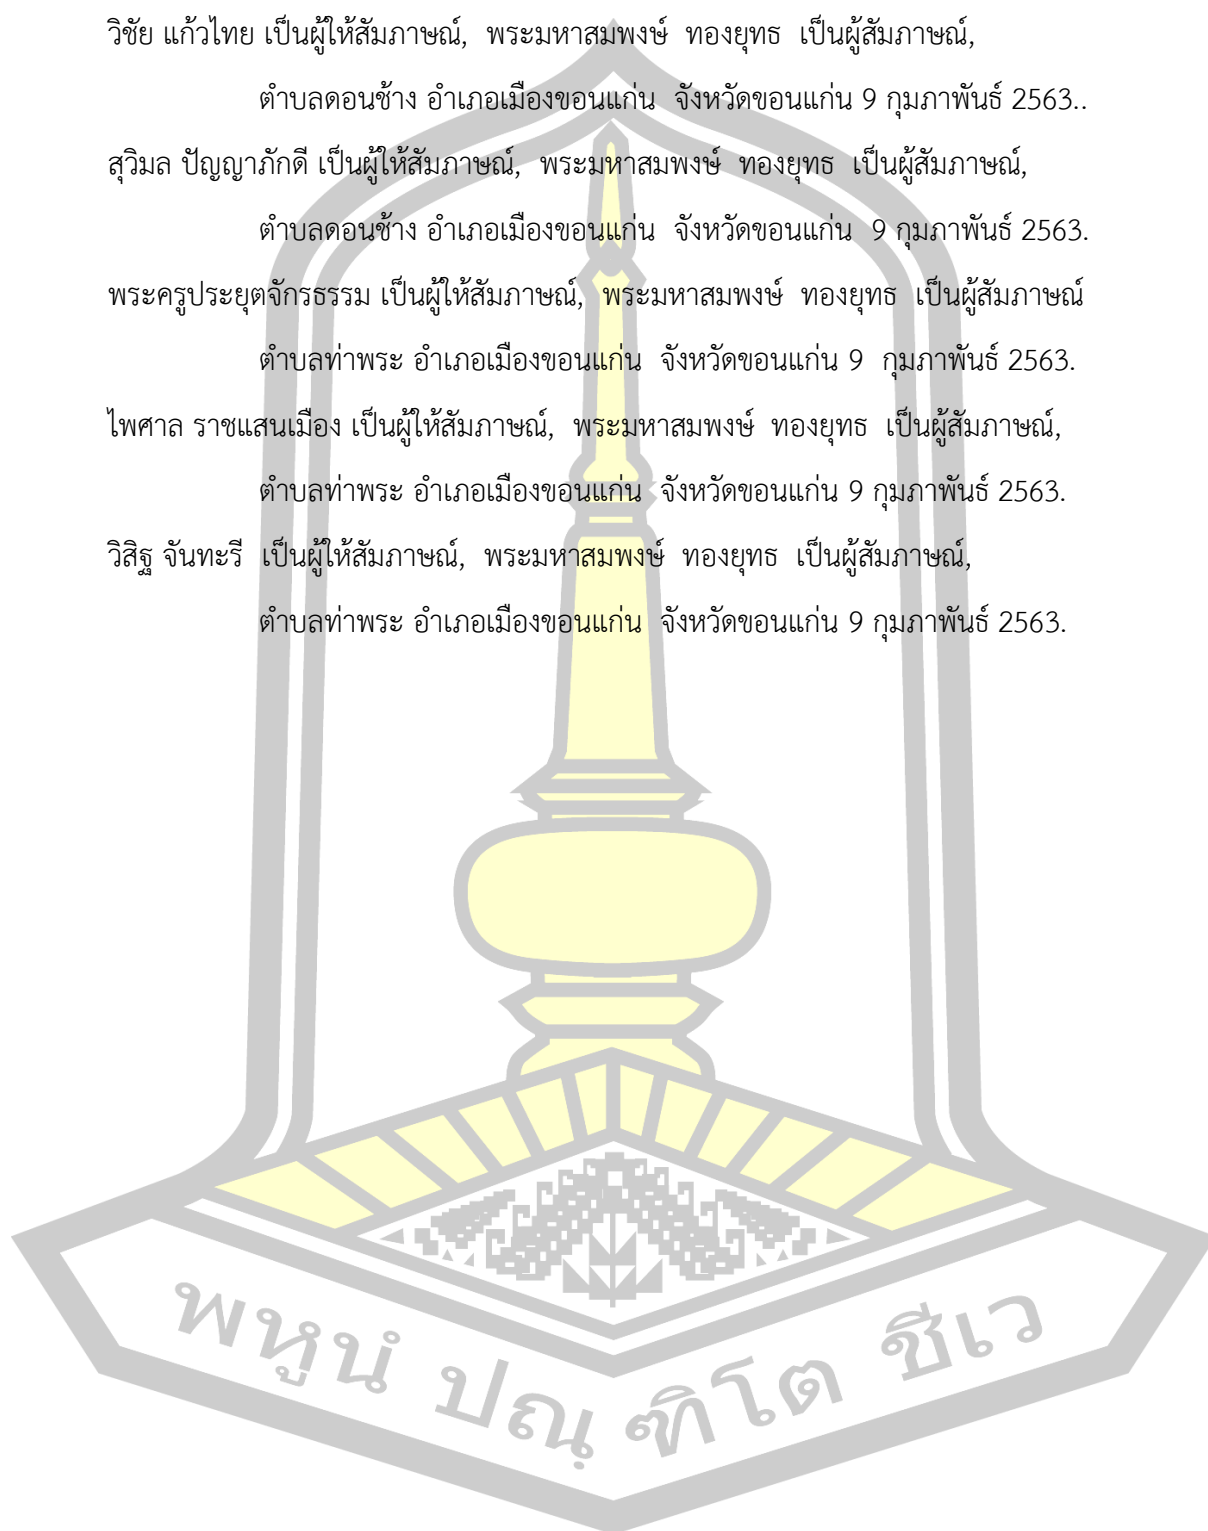 วิชัย แก้วไทย เป็นผู้ให้สัมภาษณ์, พระมหาสมพงษ์ ทองยุทธ เป็นผู้สัมภาษณ์,
ตำบลดอนช้าง อำเภอเมืองขอนแก่น จังหวัดขอนแก่น 9 กุมภาพันธ์ 2563..
สุวิมล ปัญญาภักดี เป็นผู้ให้สัมภาษณ์, พระมหาสมพงษ์ ทองยุทธ เป็นผู้สัมภาษณ์,
ตำบลดอนช้าง อำเภอเมืองขอนแก่น จังหวัดขอนแก่น 9 กุมภาพันธ์ 2563.
พระครูประยุตจักรธรรม เป็นผู้ให้สัมภาษณ์, พระมหาสมพงษ์ ทองยุทธ เป็นผู้สัมภาษณ์
ตำบลท่าพระ อำเภอเมืองขอนแก่น จังหวัดขอนแก่น 9 กุมภาพันธ์ 2563.
ไพศาล ราชแสนเมือง เป็นผู้ให้สัมภาษณ์, พระมหาสมพงษ์ ทองยุทธ เป็นผู้สัมภาษณ์,
ตำบลท่าพระ อำเภอเมืองขอนแก่น จังหวัดขอนแก่น 9 กุมภาพันธ์ 2563.
วิสิฐ จันทะรี เป็นผู้ให้สัมภาษณ์, พระมหาสมพงษ์ ทองยุทธ เป็นผู้สัมภาษณ์,
ตำบลท่าพระ อำเภอเมืองขอนแก่น จังหวัดขอนแก่น 9 กุมภาพันธ์ 2563.
พหูนํ ปณฺฑิโต ชีเว